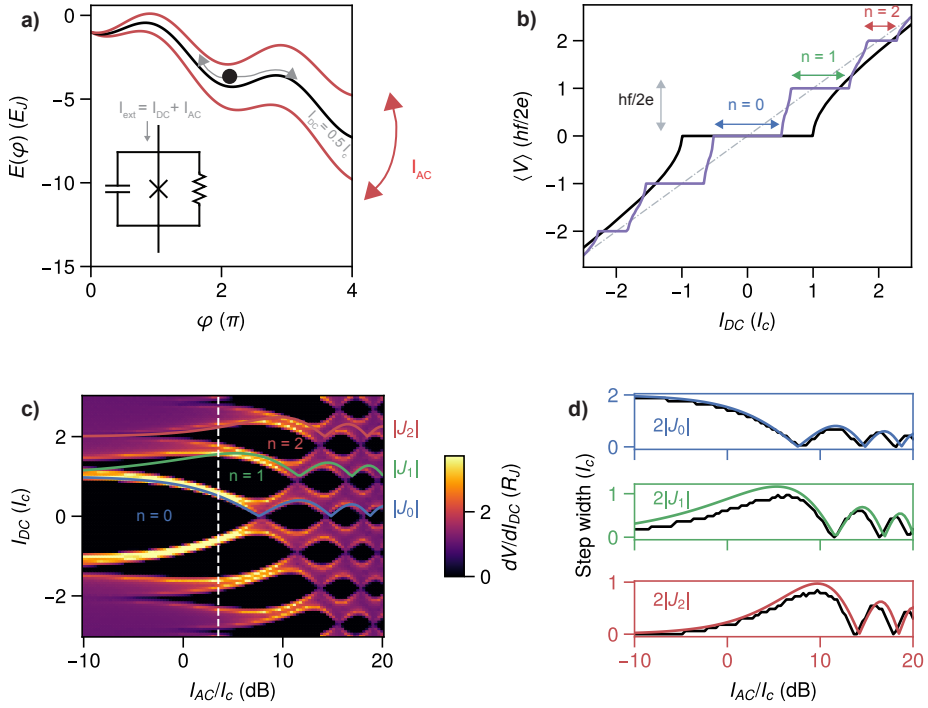 a)
E(φ) (E_J)
0
−5
−10
−15
I_ext = I_DC + I_AC
I_DC = 0.5 I_c
I_AC
0
1
2
3
4
φ (π)
b)
⟨V⟩ (hf/2e)
2
1
0
−1
−2
hf/2e
n = 0
n = 1
n = 2
−2
−1
0
1
2
I_DC (I_c)
c)
I_DC (I_c)
2
0
−2
n = 0
n = 1
n = 2
|J_2|
|J_1|
|J_0|
−10
0
10
20
I_AC/I_c (dB)
2
0
dV/dI_DC (R_J)
d)
Step width (I_c)
2
0
2|J_0|
1
0
2|J_1|
1
0
2|J_2|
−10
0
10
20
I_AC/I_c (dB)